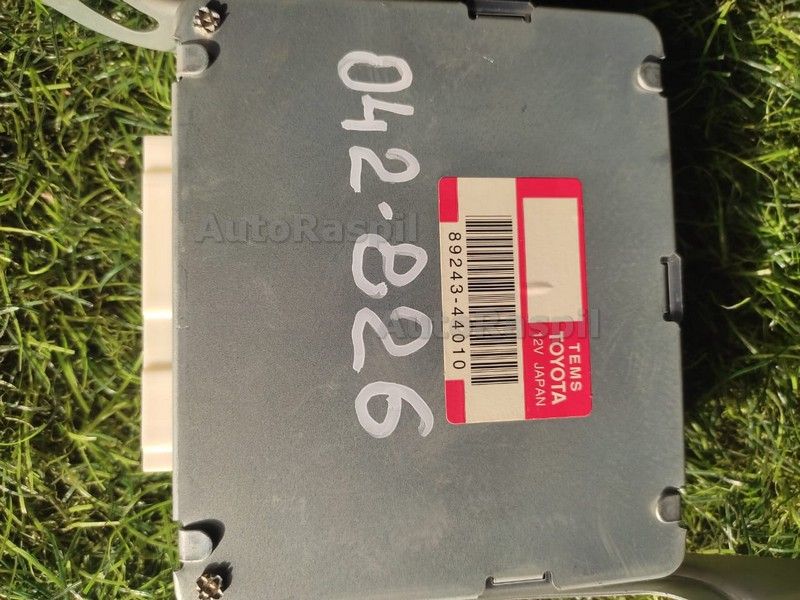 042.826
TEMS
TOYOTA
12V JAPAN
89243-44010
AutoRaspil
AutoRaspil